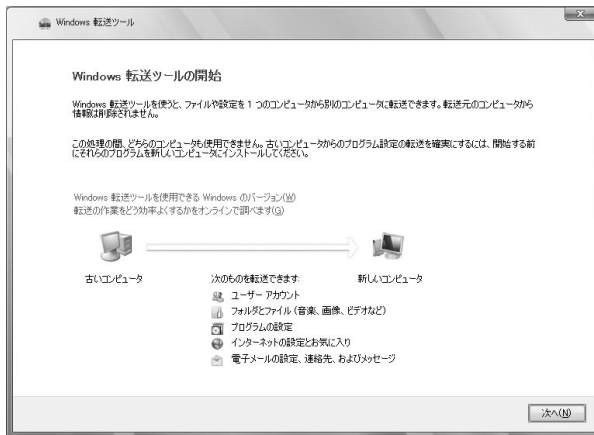 Windows 転送ツール
Windows 転送ツールの開始
Windows 転送ツールを使うと、ファイルや設定を 1 つのコンピュータから別のコンピュータに転送できます。転送元のコンピュータから
情報は削除されません。
この処理の間、どちらのコンピュータも使用できません。古いコンピュータからのプログラム設定の転送を確実にするには、開始する前
にそれらのプログラムを新しいコンピュータにインストールしてください。
Windows 転送ツールを使用できる Windows のバージョン(W)
転送の作業をどう効率よくするかをオンラインで調べます(G)
古いコンピュータ
次のものを転送できます:
新しいコンピュータ
ユーザー アカウント
フォルダとファイル (音楽、画像、ビデオなど)
プログラムの設定
インターネットの設定とお気に入り
電子メールの設定、連絡先、およびメッセージ
次へ(N)